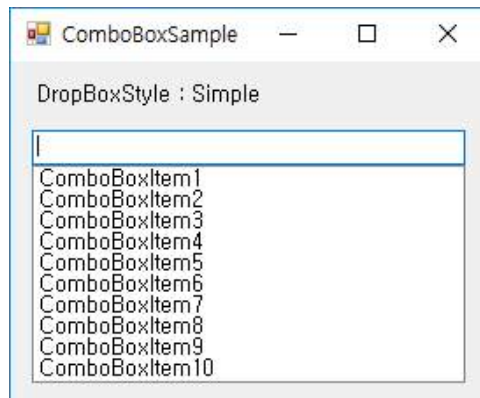 ComboBoxSample
DropBoxStyle : Simple
ComboBoxItem1
ComboBoxItem2
ComboBoxItem3
ComboBoxItem4
ComboBoxItem5
ComboBoxItem6
ComboBoxItem7
ComboBoxItem8
ComboBoxItem9
ComboBoxItem10